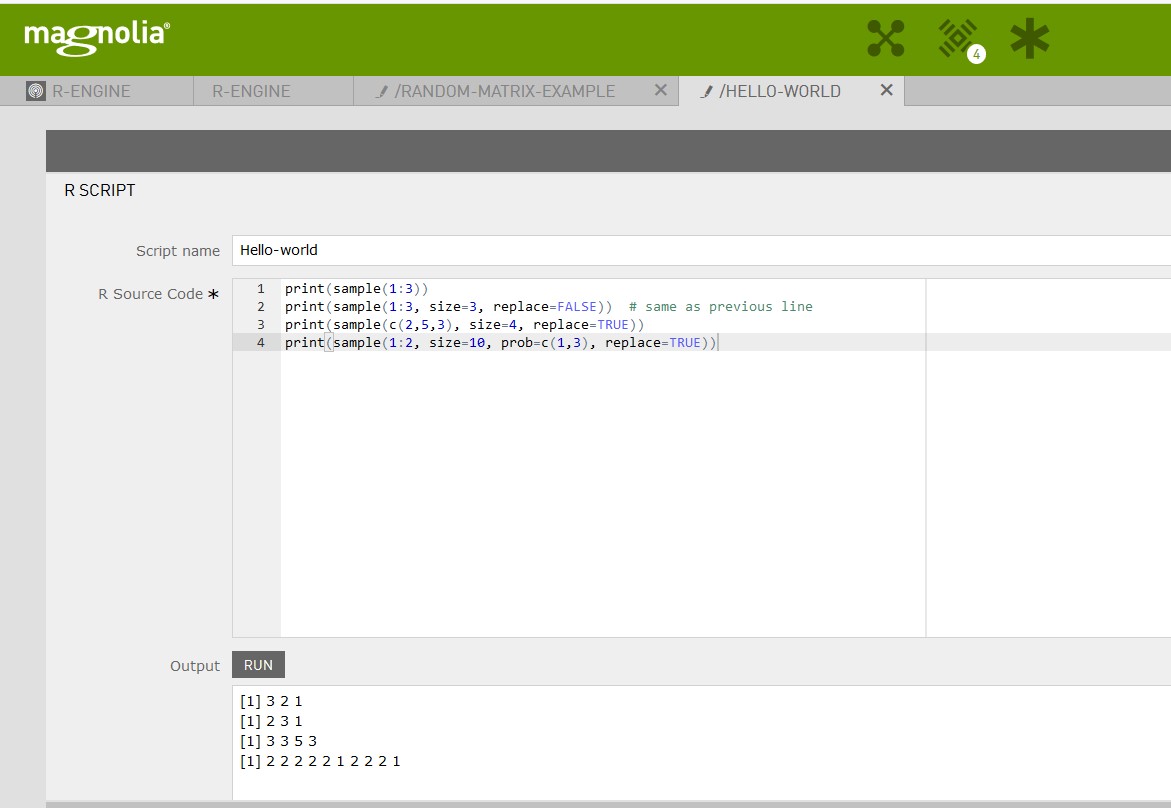 magnolia®
4
R-ENGINE
R-ENGINE
/RANDOM-MATRIX-EXAMPLE
/HELLO-WORLD
R SCRIPT
Script name
Hello-world
R Source Code *
1 print(sample(1:3))
2 print(sample(1:3, size=3, replace=FALSE))  # same as previous line
3 print(sample(c(2,5,3), size=4, replace=TRUE))
4 print(sample(1:2, size=10, prob=c(1,3), replace=TRUE))
Output
RUN
[1] 3 2 1
[1] 2 3 1
[1] 3 3 5 3
[1] 2 2 2 2 2 1 2 2 2 1